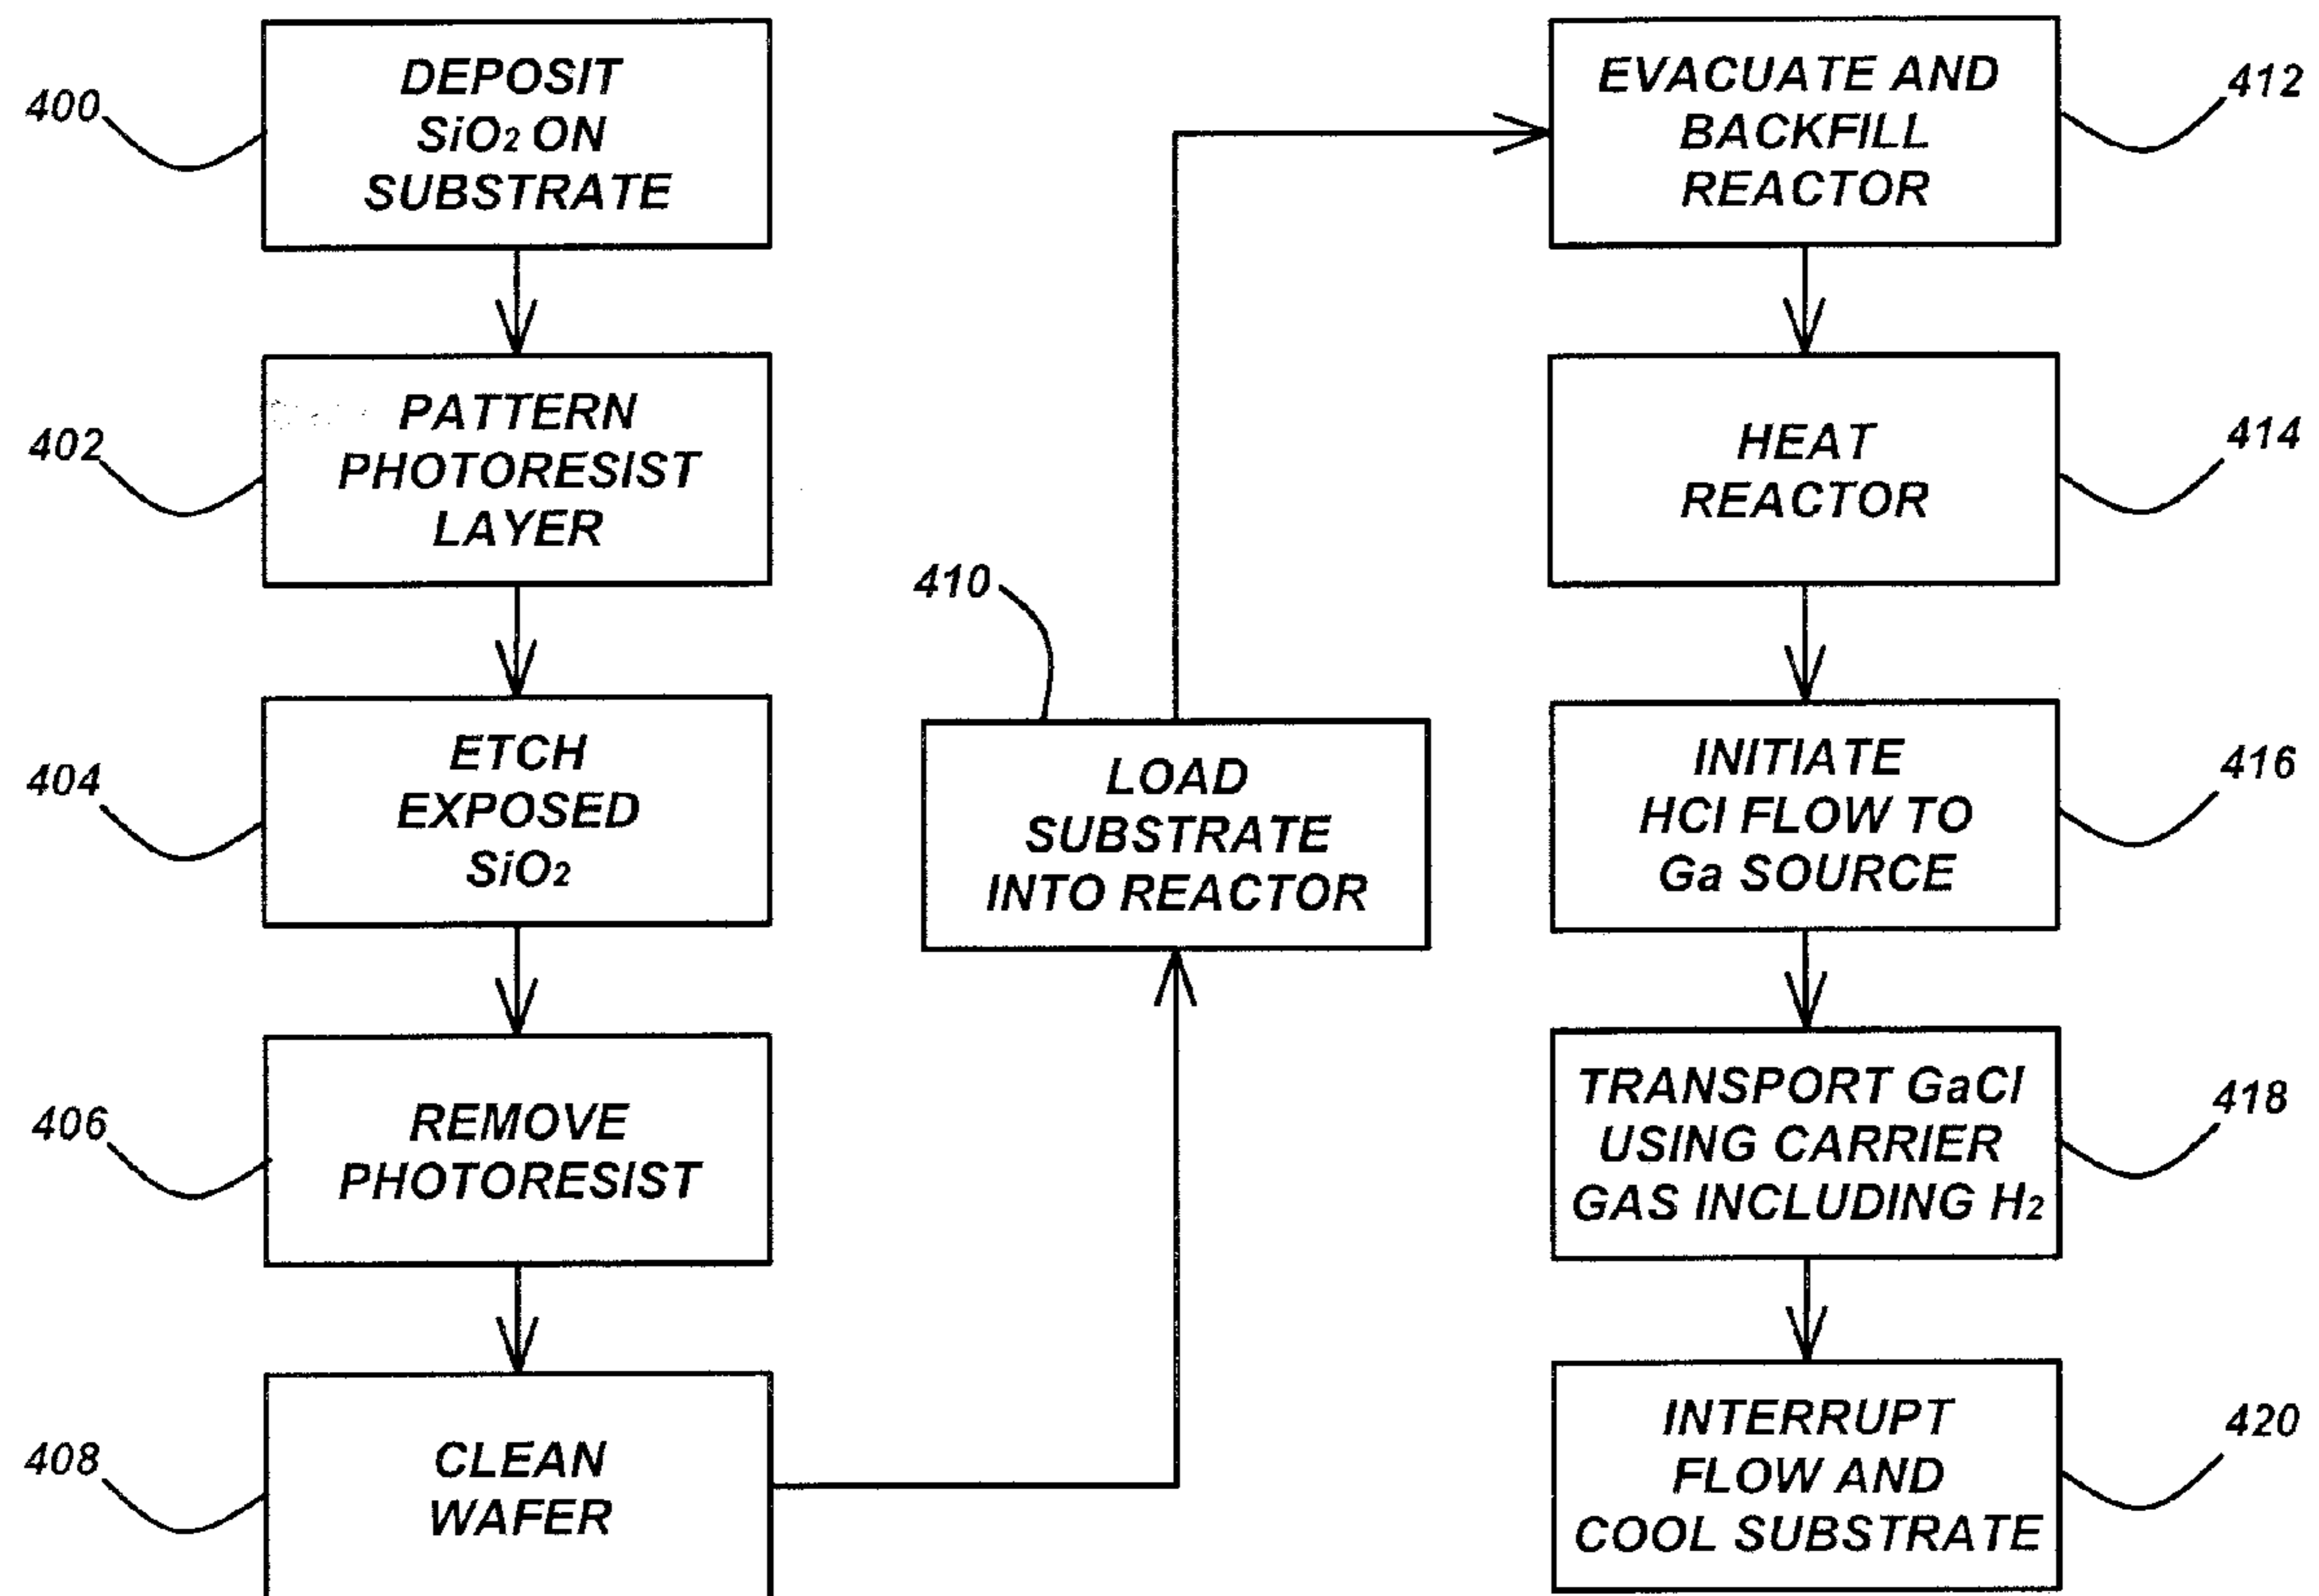 400
DEPOSIT
SiO2 ON
SUBSTRATE
402
PATTERN
PHOTORESIST
LAYER
404
ETCH
EXPOSED
SiO2
406
REMOVE
PHOTORESIST
408
CLEAN
WAFER
410
LOAD
SUBSTRATE
INTO REACTOR
412
EVACUATE AND
BACKFILL
REACTOR
414
HEAT
REACTOR
416
INITIATE
HCl FLOW TO
Ga SOURCE
418
TRANSPORT GaCl
USING CARRIER
GAS INCLUDING H2
420
INTERRUPT
FLOW AND
COOL SUBSTRATE